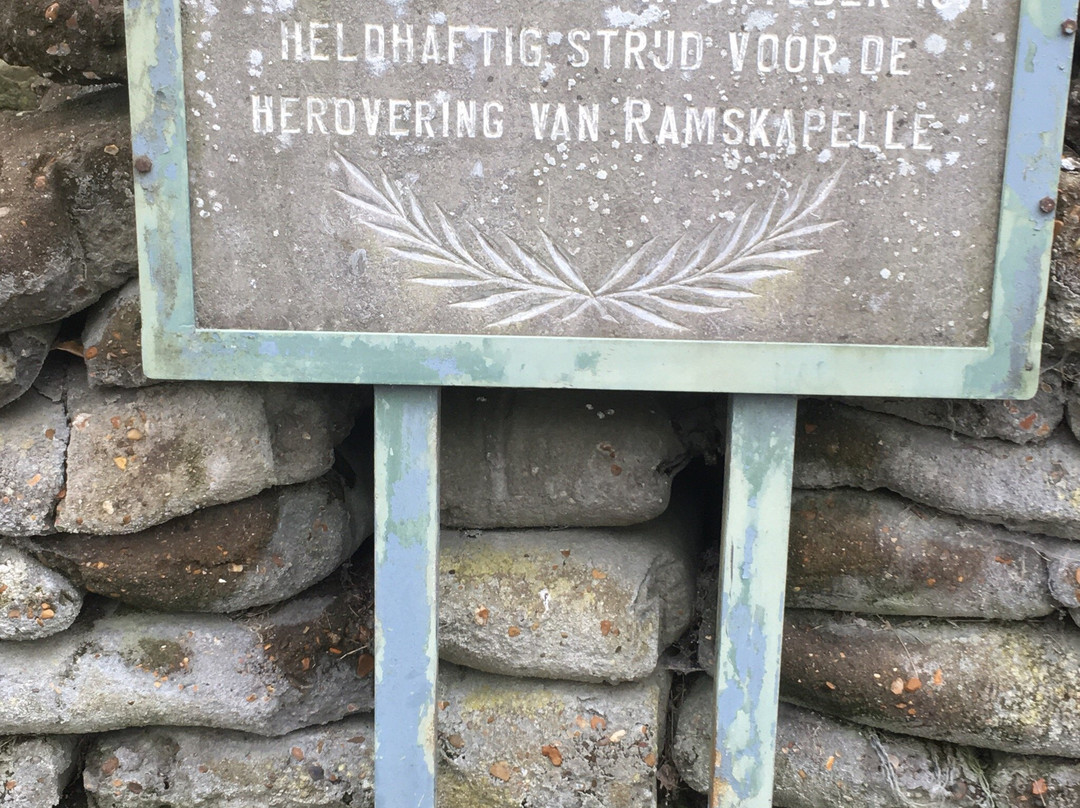 HELDHAFTIG STRIJD VOOR DE
HEROVERING VAN RAMSKAPELLE